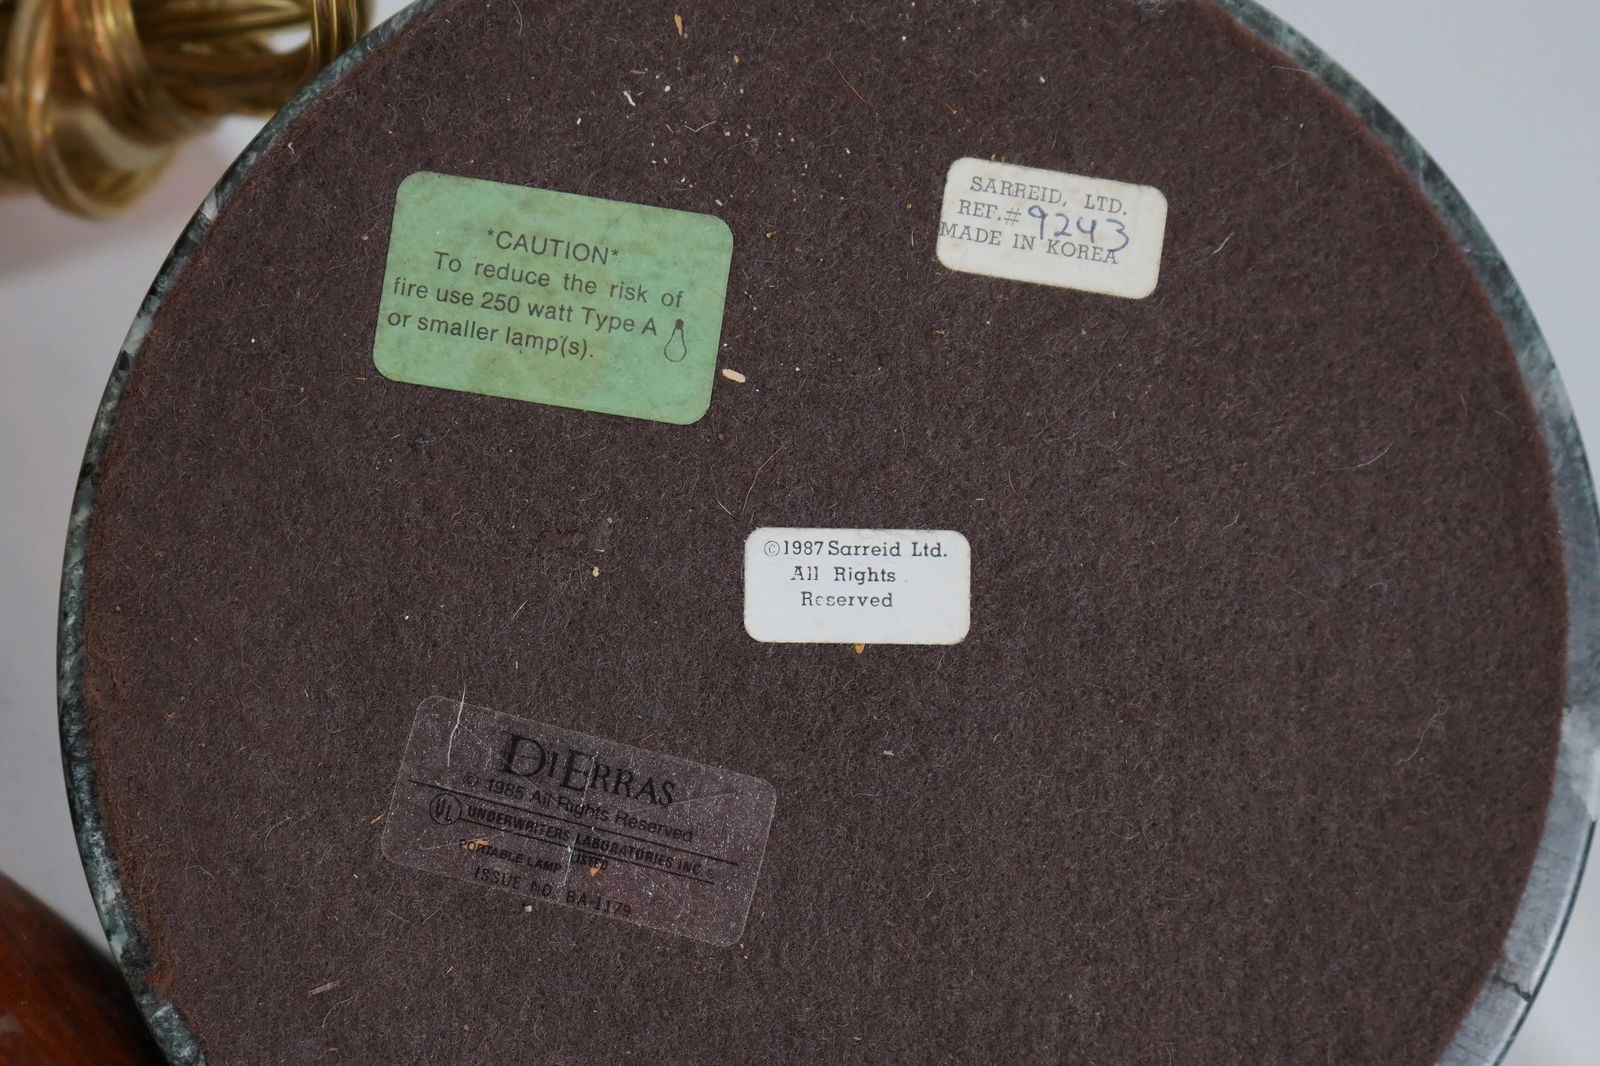 *CAUTION*
To reduce the risk of
fire use 250 watt Type A
or smaller lamp(s).
SARREID, LTD.
REF.# 9243
MADE IN KOREA
©1987 Sarreid Ltd.
All Rights
Reserved
DIERRAS
© 1985 All Rights Reserved
UL UNDERWRITERS LABORATORIES INC.
PORTABLE LAMP LISTED
ISSUE NO. BA-1179